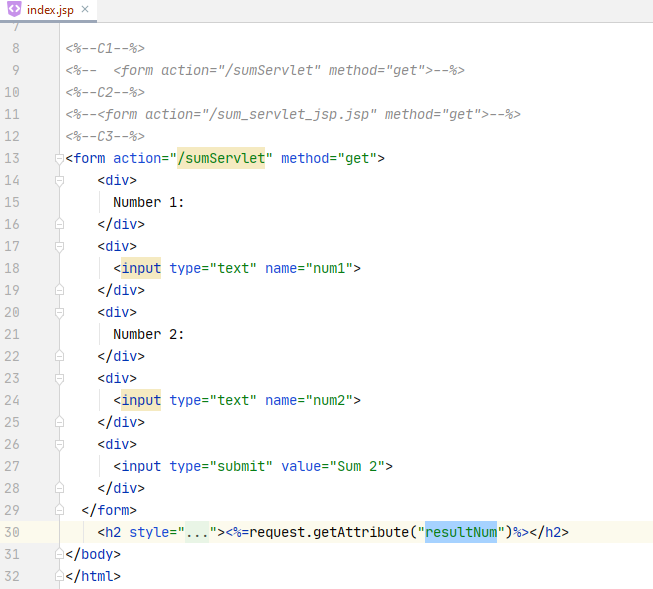 index.jsp ×
7
8 <%--C1--%>
9 <%--  <form action="/sumServlet" method="get">--%>
10 <%--C2--%>
11 <%--<form action="/sum_servlet_jsp.jsp" method="get">--%>
12 <%--C3--%>
13 <form action="/sumServlet" method="get">
14     <div>
15       Number 1:
16     </div>
17     <div>
18       <input type="text" name="num1">
19     </div>
20     <div>
21       Number 2:
22     </div>
23     <div>
24       <input type="text" name="num2">
25     </div>
26     <div>
27       <input type="submit" value="Sum 2">
28     </div>
29   </form>
30     <h2 style="..."><%=request.getAttribute("resultNum")%></h2>
31 </body>
32 </html>